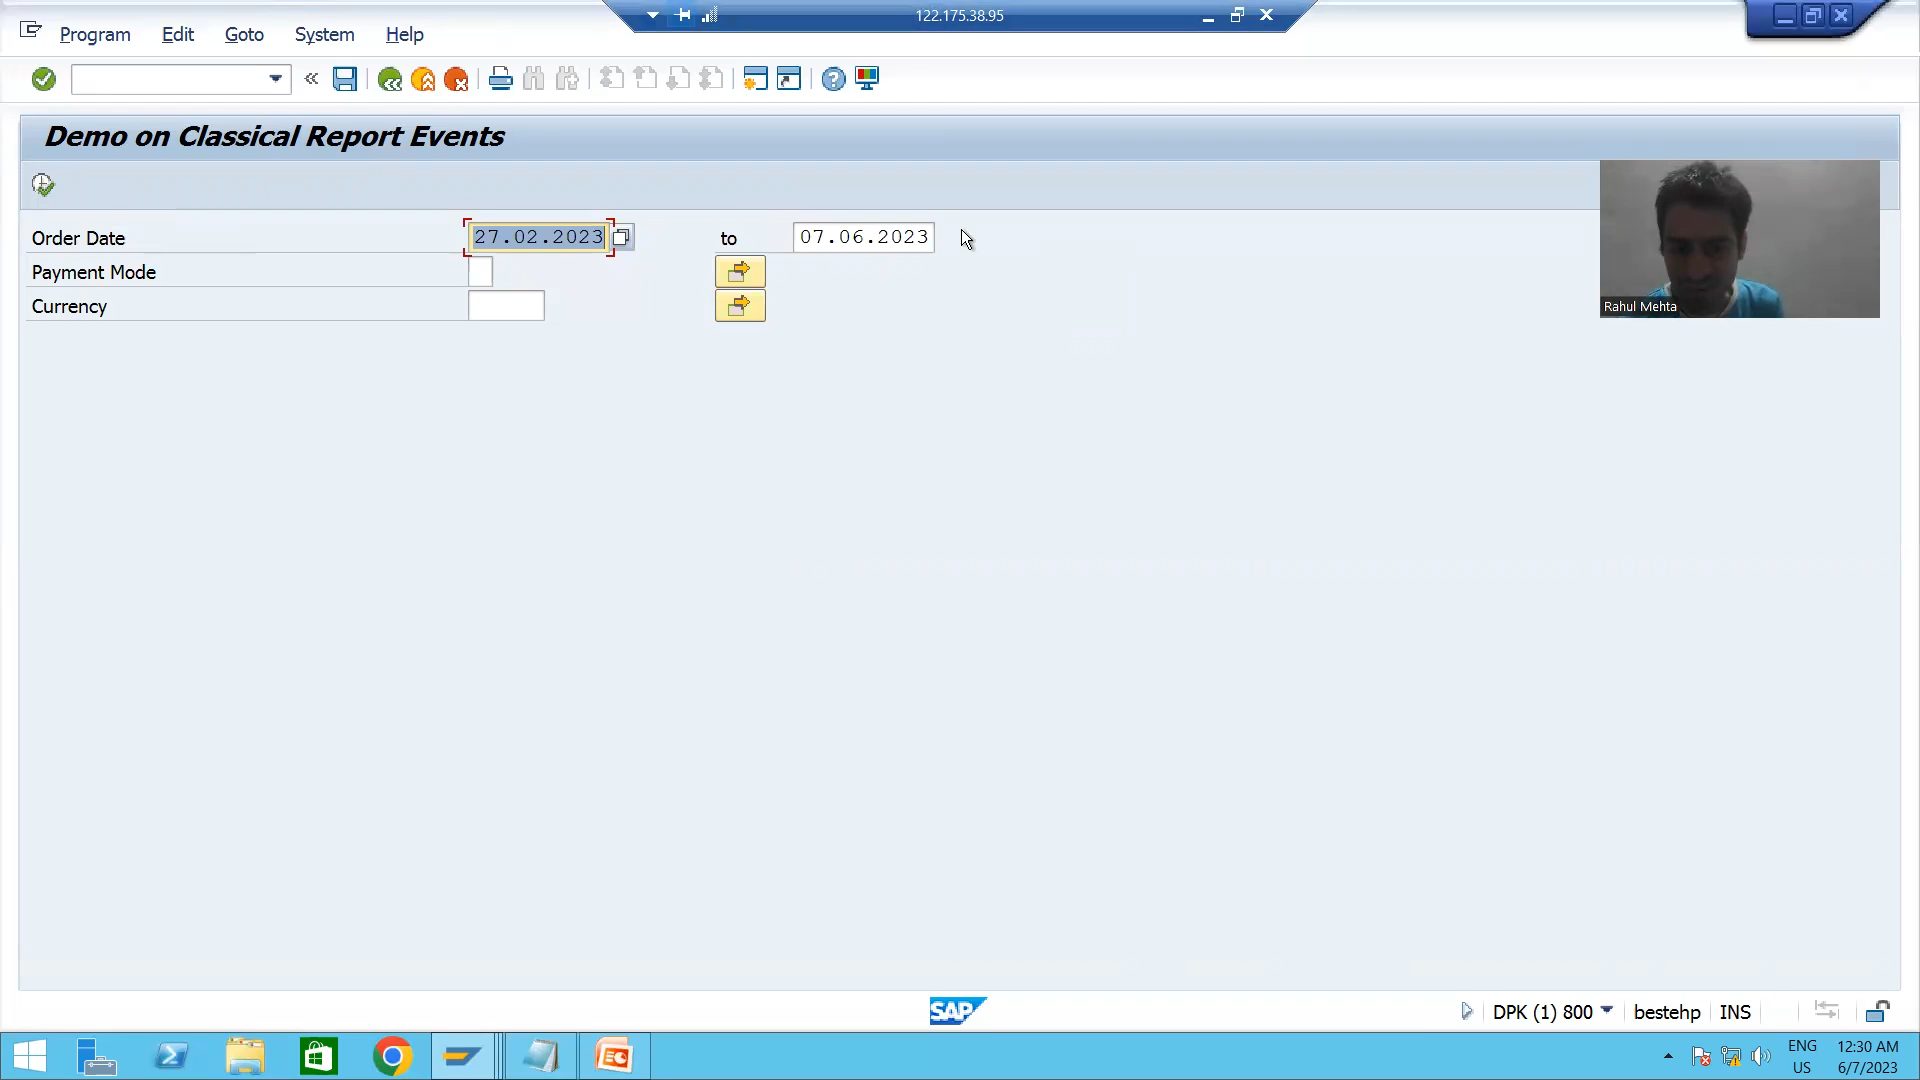 122.175.38.95
Program Edit Goto System Help
Demo on Classical Report Events
Order Date 27.02.2023 to 07.06.2023
Payment Mode
Currency
Rahul Mehta
SAP DPK (1) 800 bestehp INS
ENG 12:30 AM
US 6/7/2023